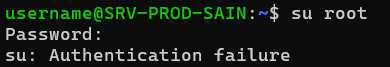 username@SRV-PROD-SAIN:~$ su root
Password:
su: Authentication failure